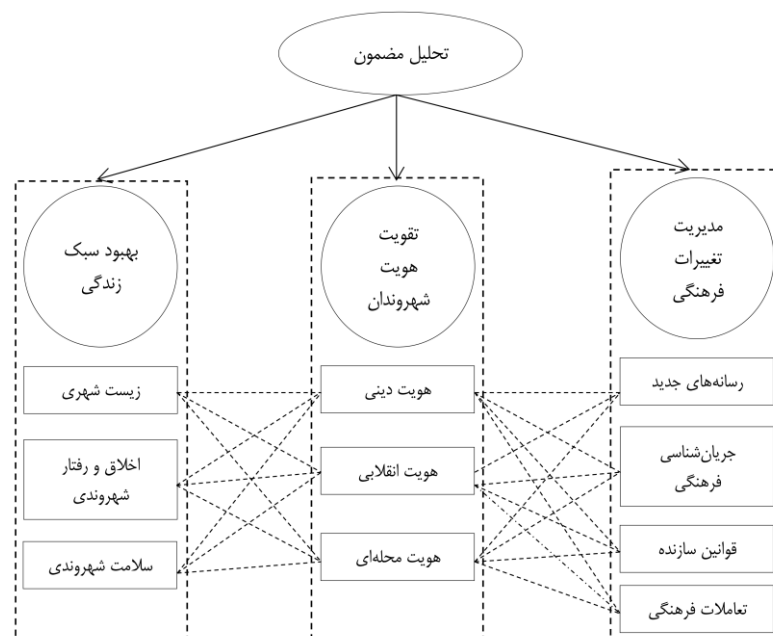 تحلیل مضمون
مدیریت
تغییرات
فرهنگی
رسانه‌های جدید
جریان‌شناسی
فرهنگی
قوانین سازنده
تعاملات فرهنگی
تقویت
هویت
شهروندان
هویت دینی
هویت انقلابی
هویت محله‌ای
بهبود سبک
زندگی
زیست شهری
اخلاق و رفتار
شهروندی
سلامت شهروندی